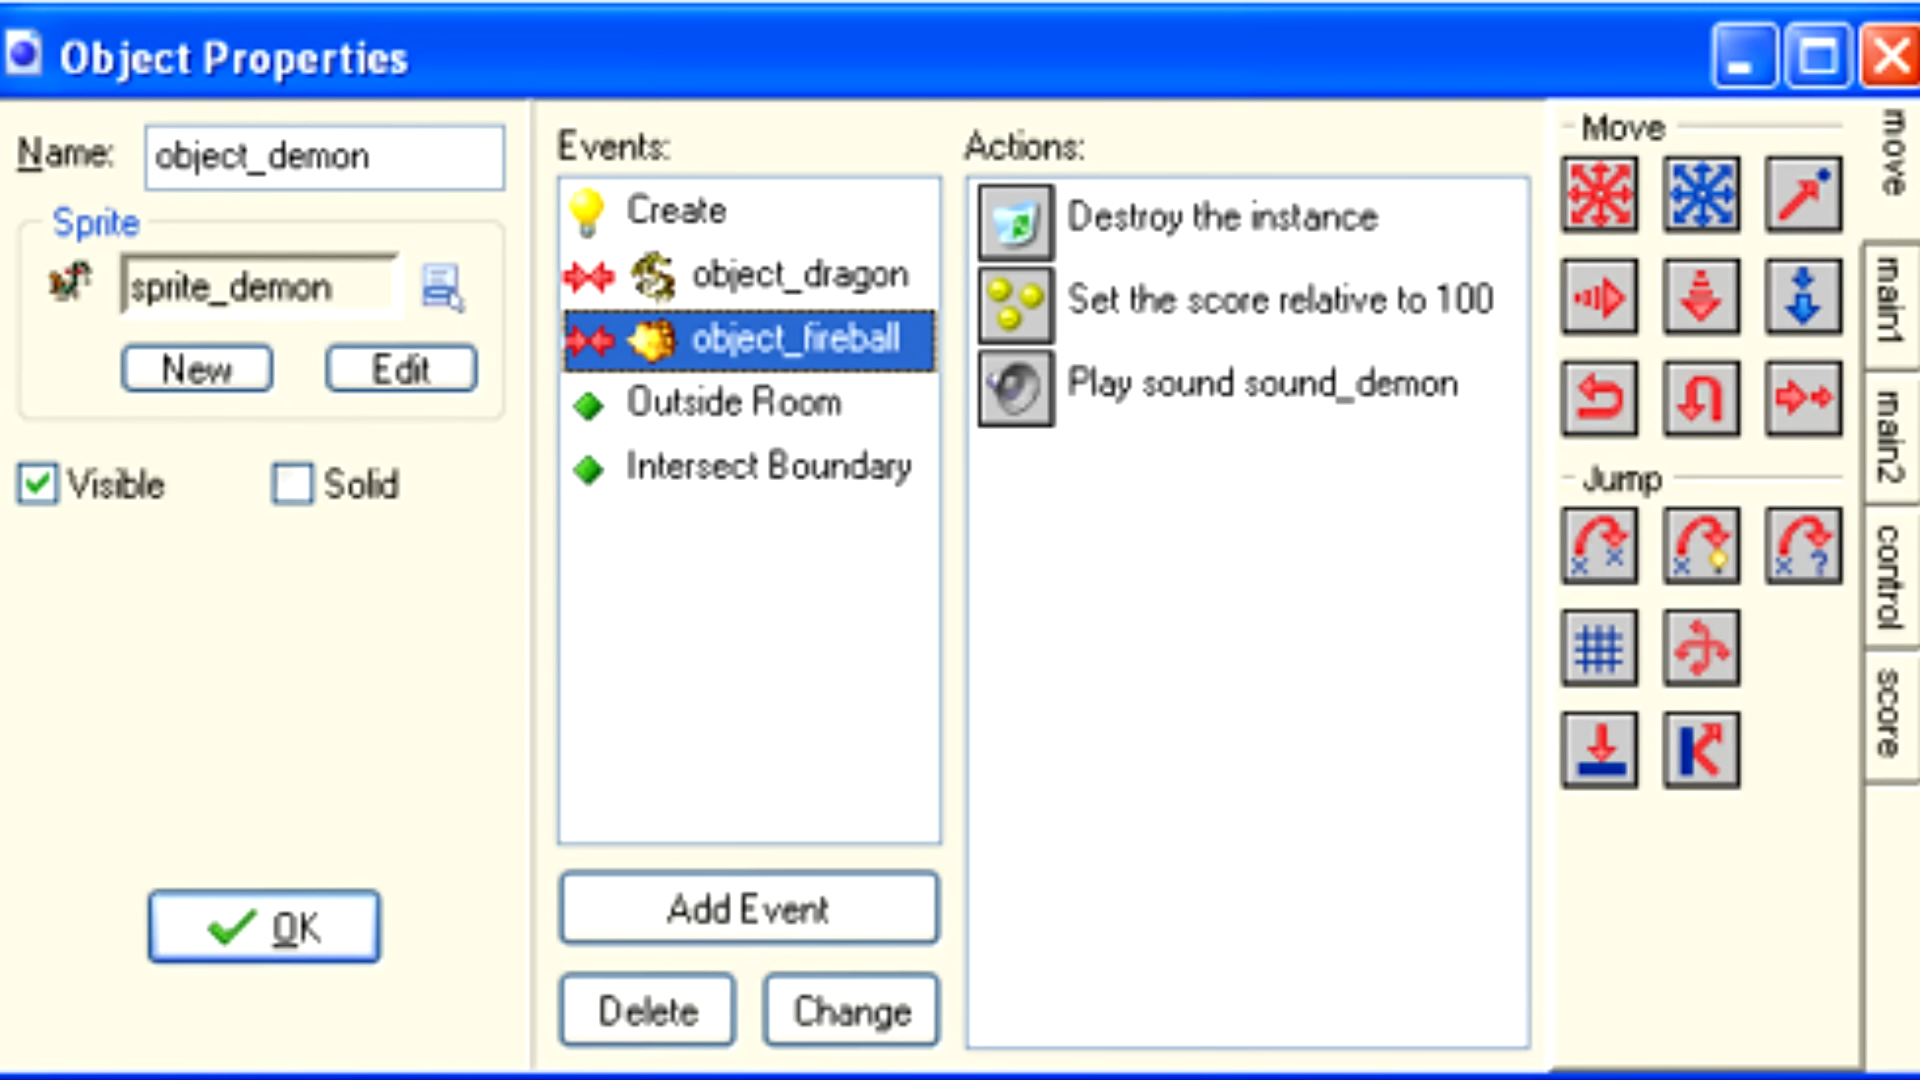 Object Properties
Name: object_demon
Sprite
sprite_demon
New Edit
Visible Solid
OK
Events:
Create
object_dragon
object_fireball
Outside Room
Intersect Boundary
Add Event
Delete Change
Actions:
Destroy the instance
Set the score relative to 100
Play sound sound_demon
Move
Jump
move
main1
main2
control
score